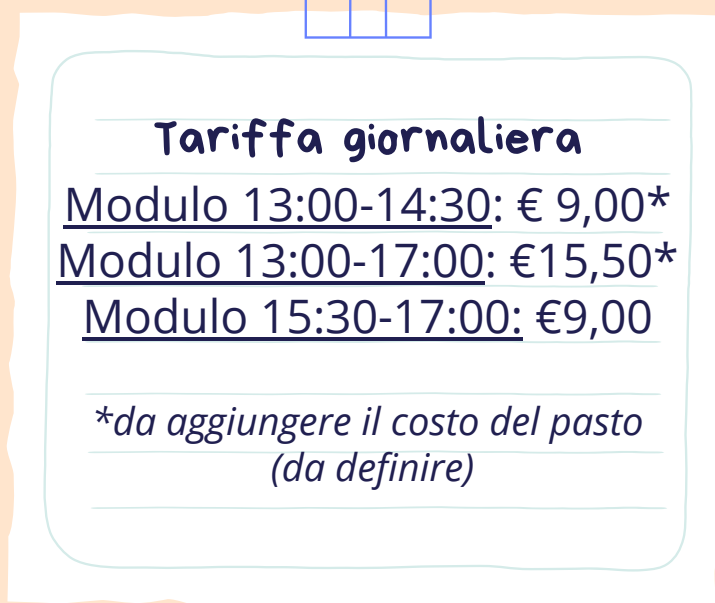 Tariffa giornaliera
Modulo 13:00-14:30: € 9,00*
Modulo 13:00-17:00: €15,50*
Modulo 15:30-17:00: €9,00
*da aggiungere il costo del pasto
(da definire)